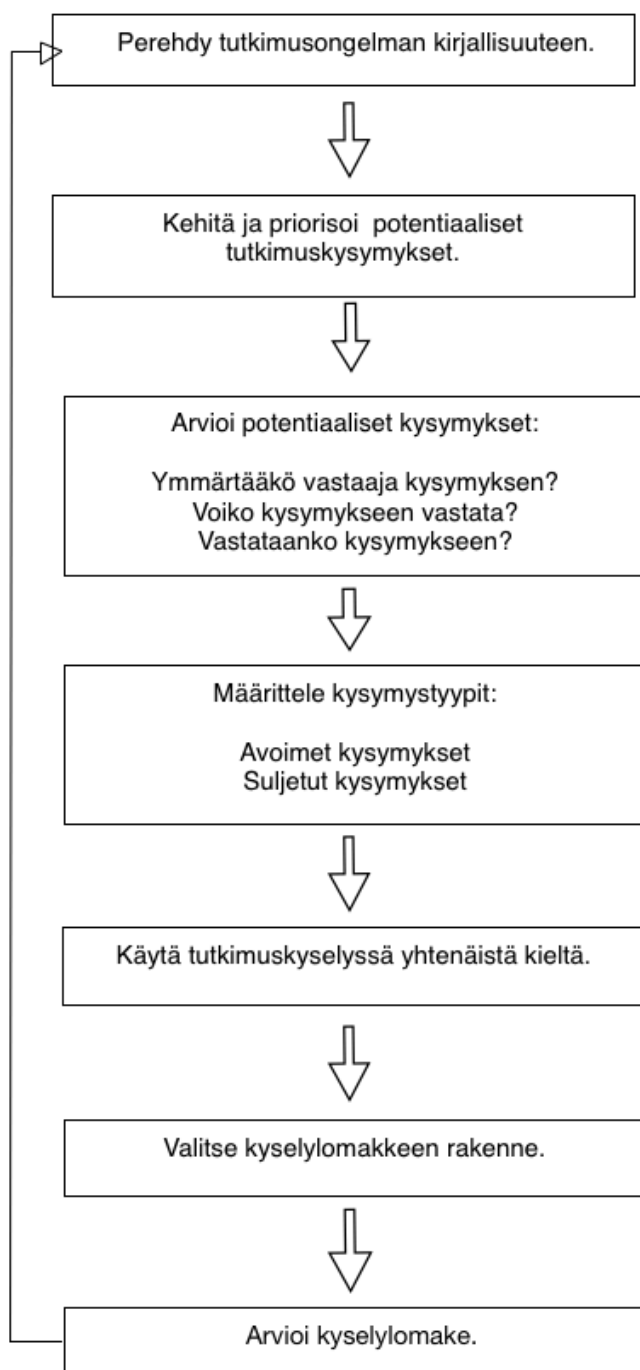 Perehdy tutkimusongelman kirjallisuuteen.
Kehitä ja priorisoi  potentiaaliset
tutkimuskysymykset.
Arvioi potentiaaliset kysymykset:
Ymmärtääkö vastaaja kysymyksen?
Voiko kysymykseen vastata?
Vastataanko kysymykseen?
Määrittele kysymystyypit:
Avoimet kysymykset
Suljetut kysymykset
Käytä tutkimuskyselyssä yhtenäistä kieltä.
Valitse kyselylomakkeen rakenne.
Arvioi kyselylomake.